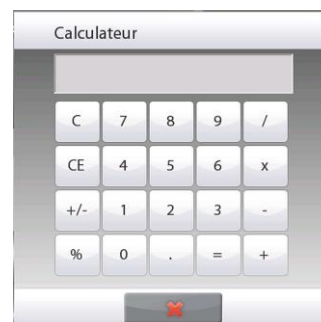 Calculateur
C 7 8 9 /
CE 4 5 6 x
+/- 1 2 3 -
% 0 . = +